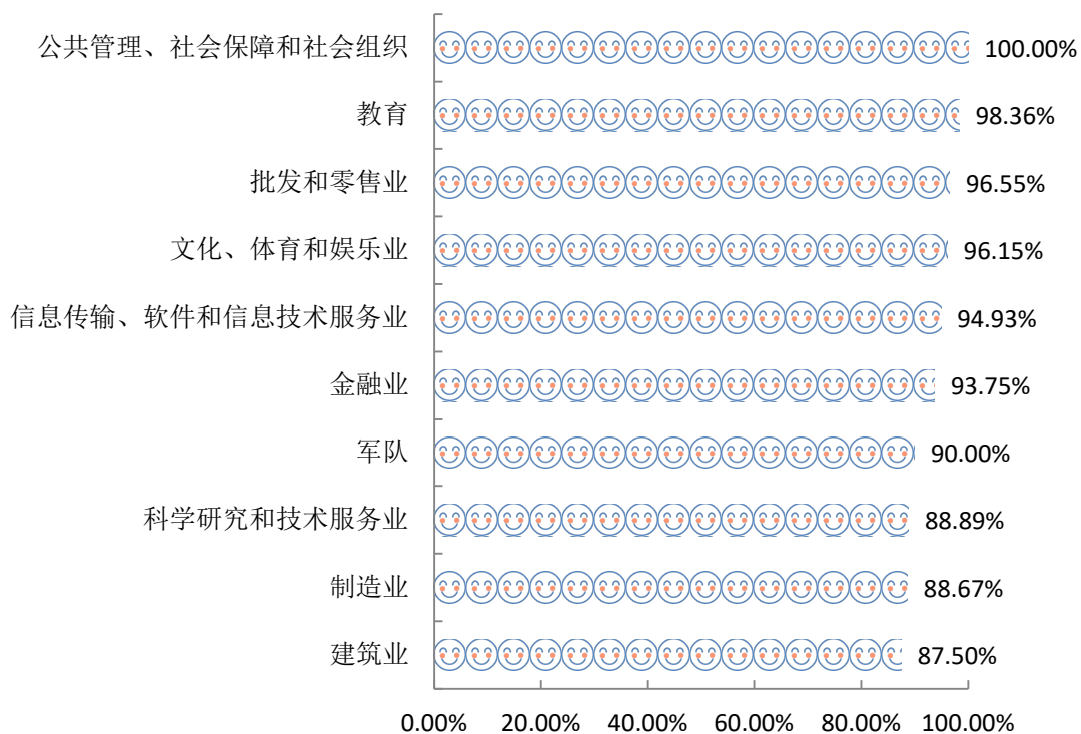 公共管理、社会保障和社会组织 100.00%
教育 98.36%
批发和零售业 96.55%
文化、体育和娱乐业 96.15%
信息传输、软件和信息技术服务业 94.93%
金融业 93.75%
军队 90.00%
科学研究和技术服务业 88.89%
制造业 88.67%
建筑业 87.50%
0.00% 20.00% 40.00% 60.00% 80.00% 100.00%